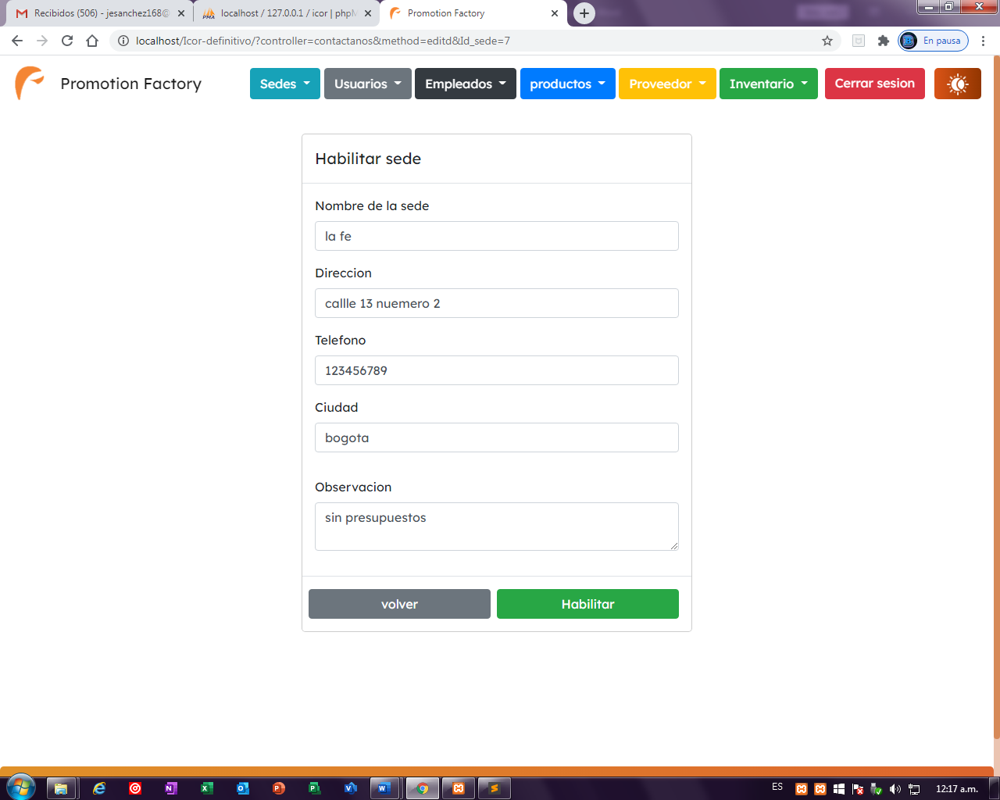 Recibidos (506) - jesanchez168@
localhost / 127.0.0.1 / icor | phpM
Promotion Factory
localhost/Icor-definitivo/?controller=contactanos&method=editd&Id_sede=7
En pausa
Promotion Factory
Sedes
Usuarios
Empleados
productos
Proveedor
Inventario
Cerrar sesion
Habilitar sede
Nombre de la sede
la fe
Direccion
callle 13 nuemero 2
Telefono
123456789
Ciudad
bogota
Observacion
sin presupuestos
volver
Habilitar
ES
12:17 a.m.